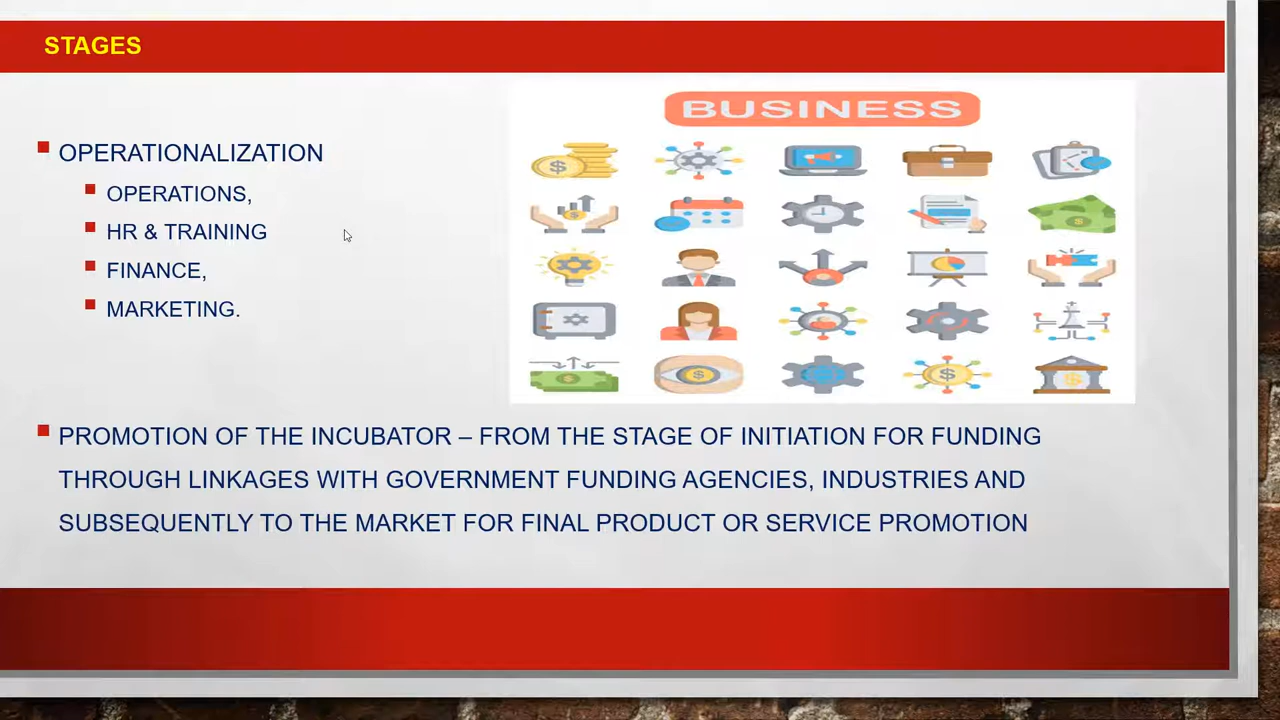 STAGES
BUSINESS
OPERATIONALIZATION
OPERATIONS,
HR & TRAINING
FINANCE,
MARKETING.
PROMOTION OF THE INCUBATOR – FROM THE STAGE OF INITIATION FOR FUNDING
THROUGH LINKAGES WITH GOVERNMENT FUNDING AGENCIES, INDUSTRIES AND
SUBSEQUENTLY TO THE MARKET FOR FINAL PRODUCT OR SERVICE PROMOTION